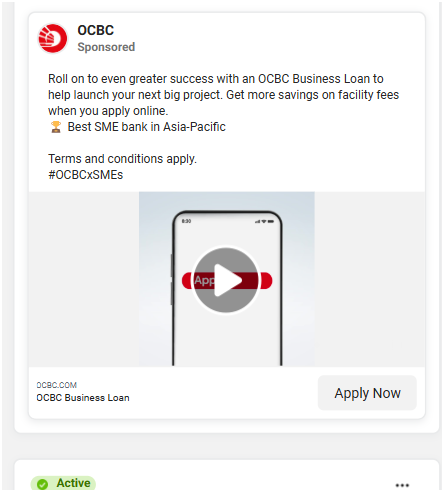 OCBC
Sponsored
Roll on to even greater success with an OCBC Business Loan to
help launch your next big project. Get more savings on facility fees
when you apply online.
🏆 Best SME bank in Asia-Pacific
Terms and conditions apply.
#OCBCxSMEs
8:30
App
OCBC.COM
OCBC Business Loan
Apply Now
Active